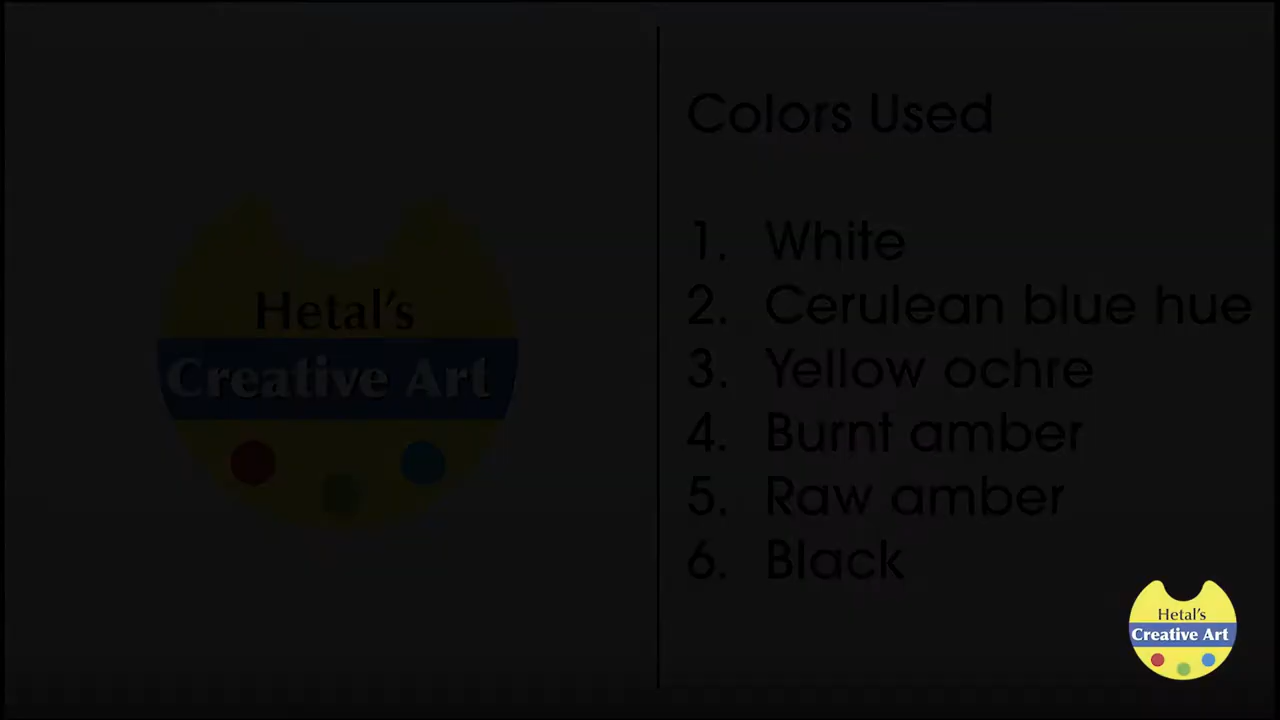 Hetal's
Creative Art
Colors Used
1. White
2. Cerulean blue hue
3. Yellow ochre
4. Burnt amber
5. Raw amber
6. Black
Hetal's
Creative Art